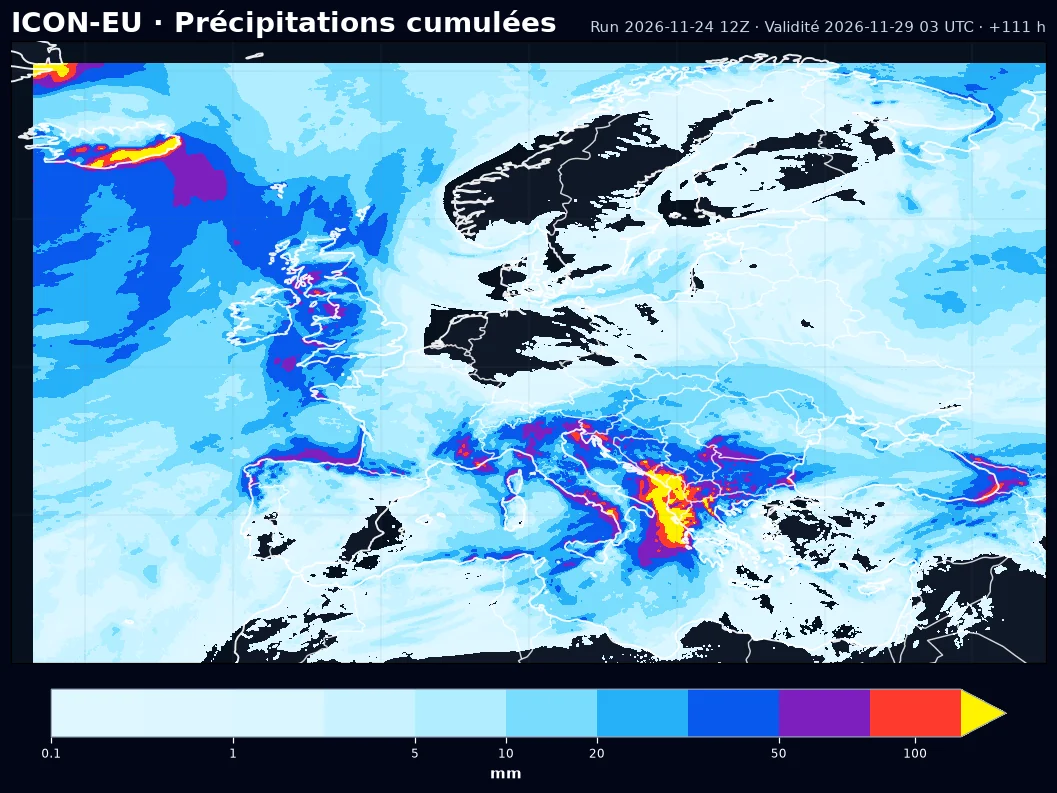 ICON-EU · Précipitations cumulées
Run 2026-11-24 12Z · Validité 2026-11-29 03 UTC · +111 h
0.1 1 5 10 20 50 100
mm